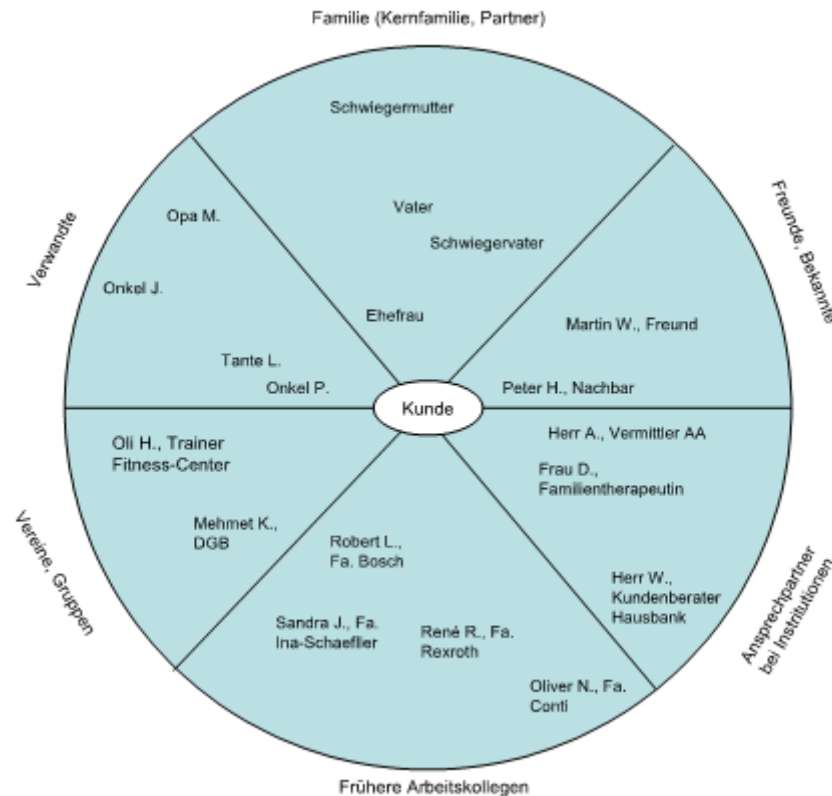 Familie (Kernfamilie, Partner)
Schwiegermutter
Vater
Schwiegervater
Ehefrau
Freunde, Bekannte
Martin W., Freund
Peter H., Nachbar
Verwandte
Opa M.
Onkel J.
Tante L.
Onkel P.
Kunde
Herr A., Vermittler AA
Frau D.,
Familientherapeutin
Herr W.,
Kundenberater
Hausbank
Ansprechpartner
bei Instritutionen
Vereine, Gruppen
Oli H., Trainer
Fitness-Center
Mehmet K.,
DGB
Robert L.,
Fa. Bosch
Sandra J., Fa.
Ina-Schaefller
René R., Fa.
Rexroth
Oliver N., Fa.
Conti
Frühere Arbeitskollegen